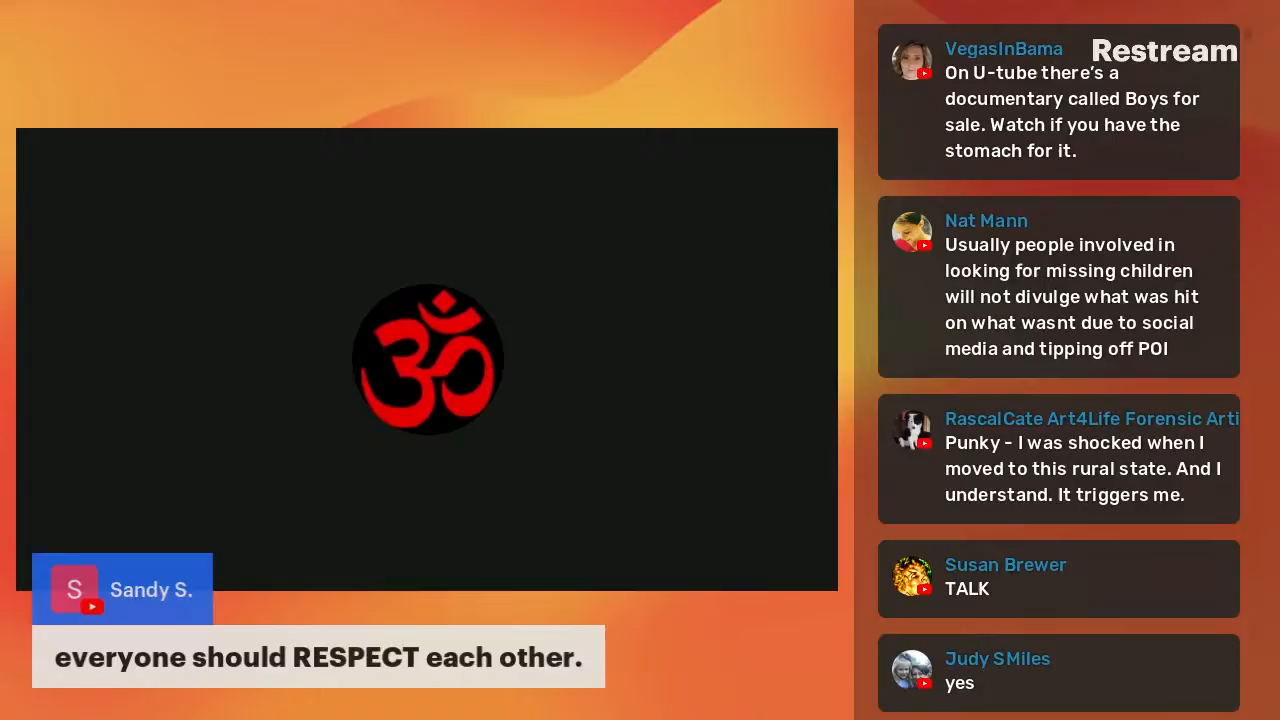 ॐ
S
Sandy S.
everyone should RESPECT each other.
Restream
VegasInBama
On U-tube there’s a
documentary called Boys for
sale. Watch if you have the
stomach for it.
Nat Mann
Usually people involved in
looking for missing children
will not divulge what was hit
on what wasnt due to social
media and tipping off POI
RascalCate Art4Life Forensic Arti
Punky - I was shocked when I
moved to this rural state. And I
understand. It triggers me.
Susan Brewer
TALK
Judy SMiles
yes